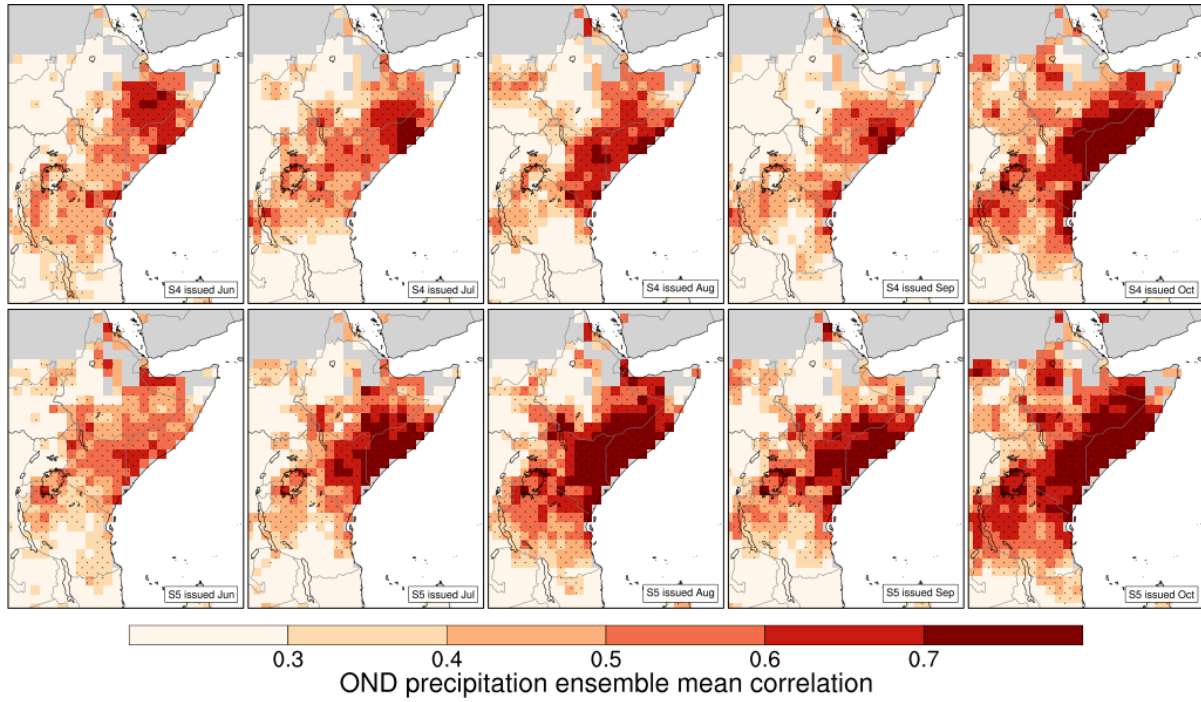 S4 issued Jun
S4 issued Jul
S4 issued Aug
S4 issued Sep
S4 issued Oct
S5 issued Jun
S5 issued Jul
S5 issued Aug
S5 issued Sep
S5 issued Oct
0.3 0.4 0.5 0.6 0.7
OND precipitation ensemble mean correlation